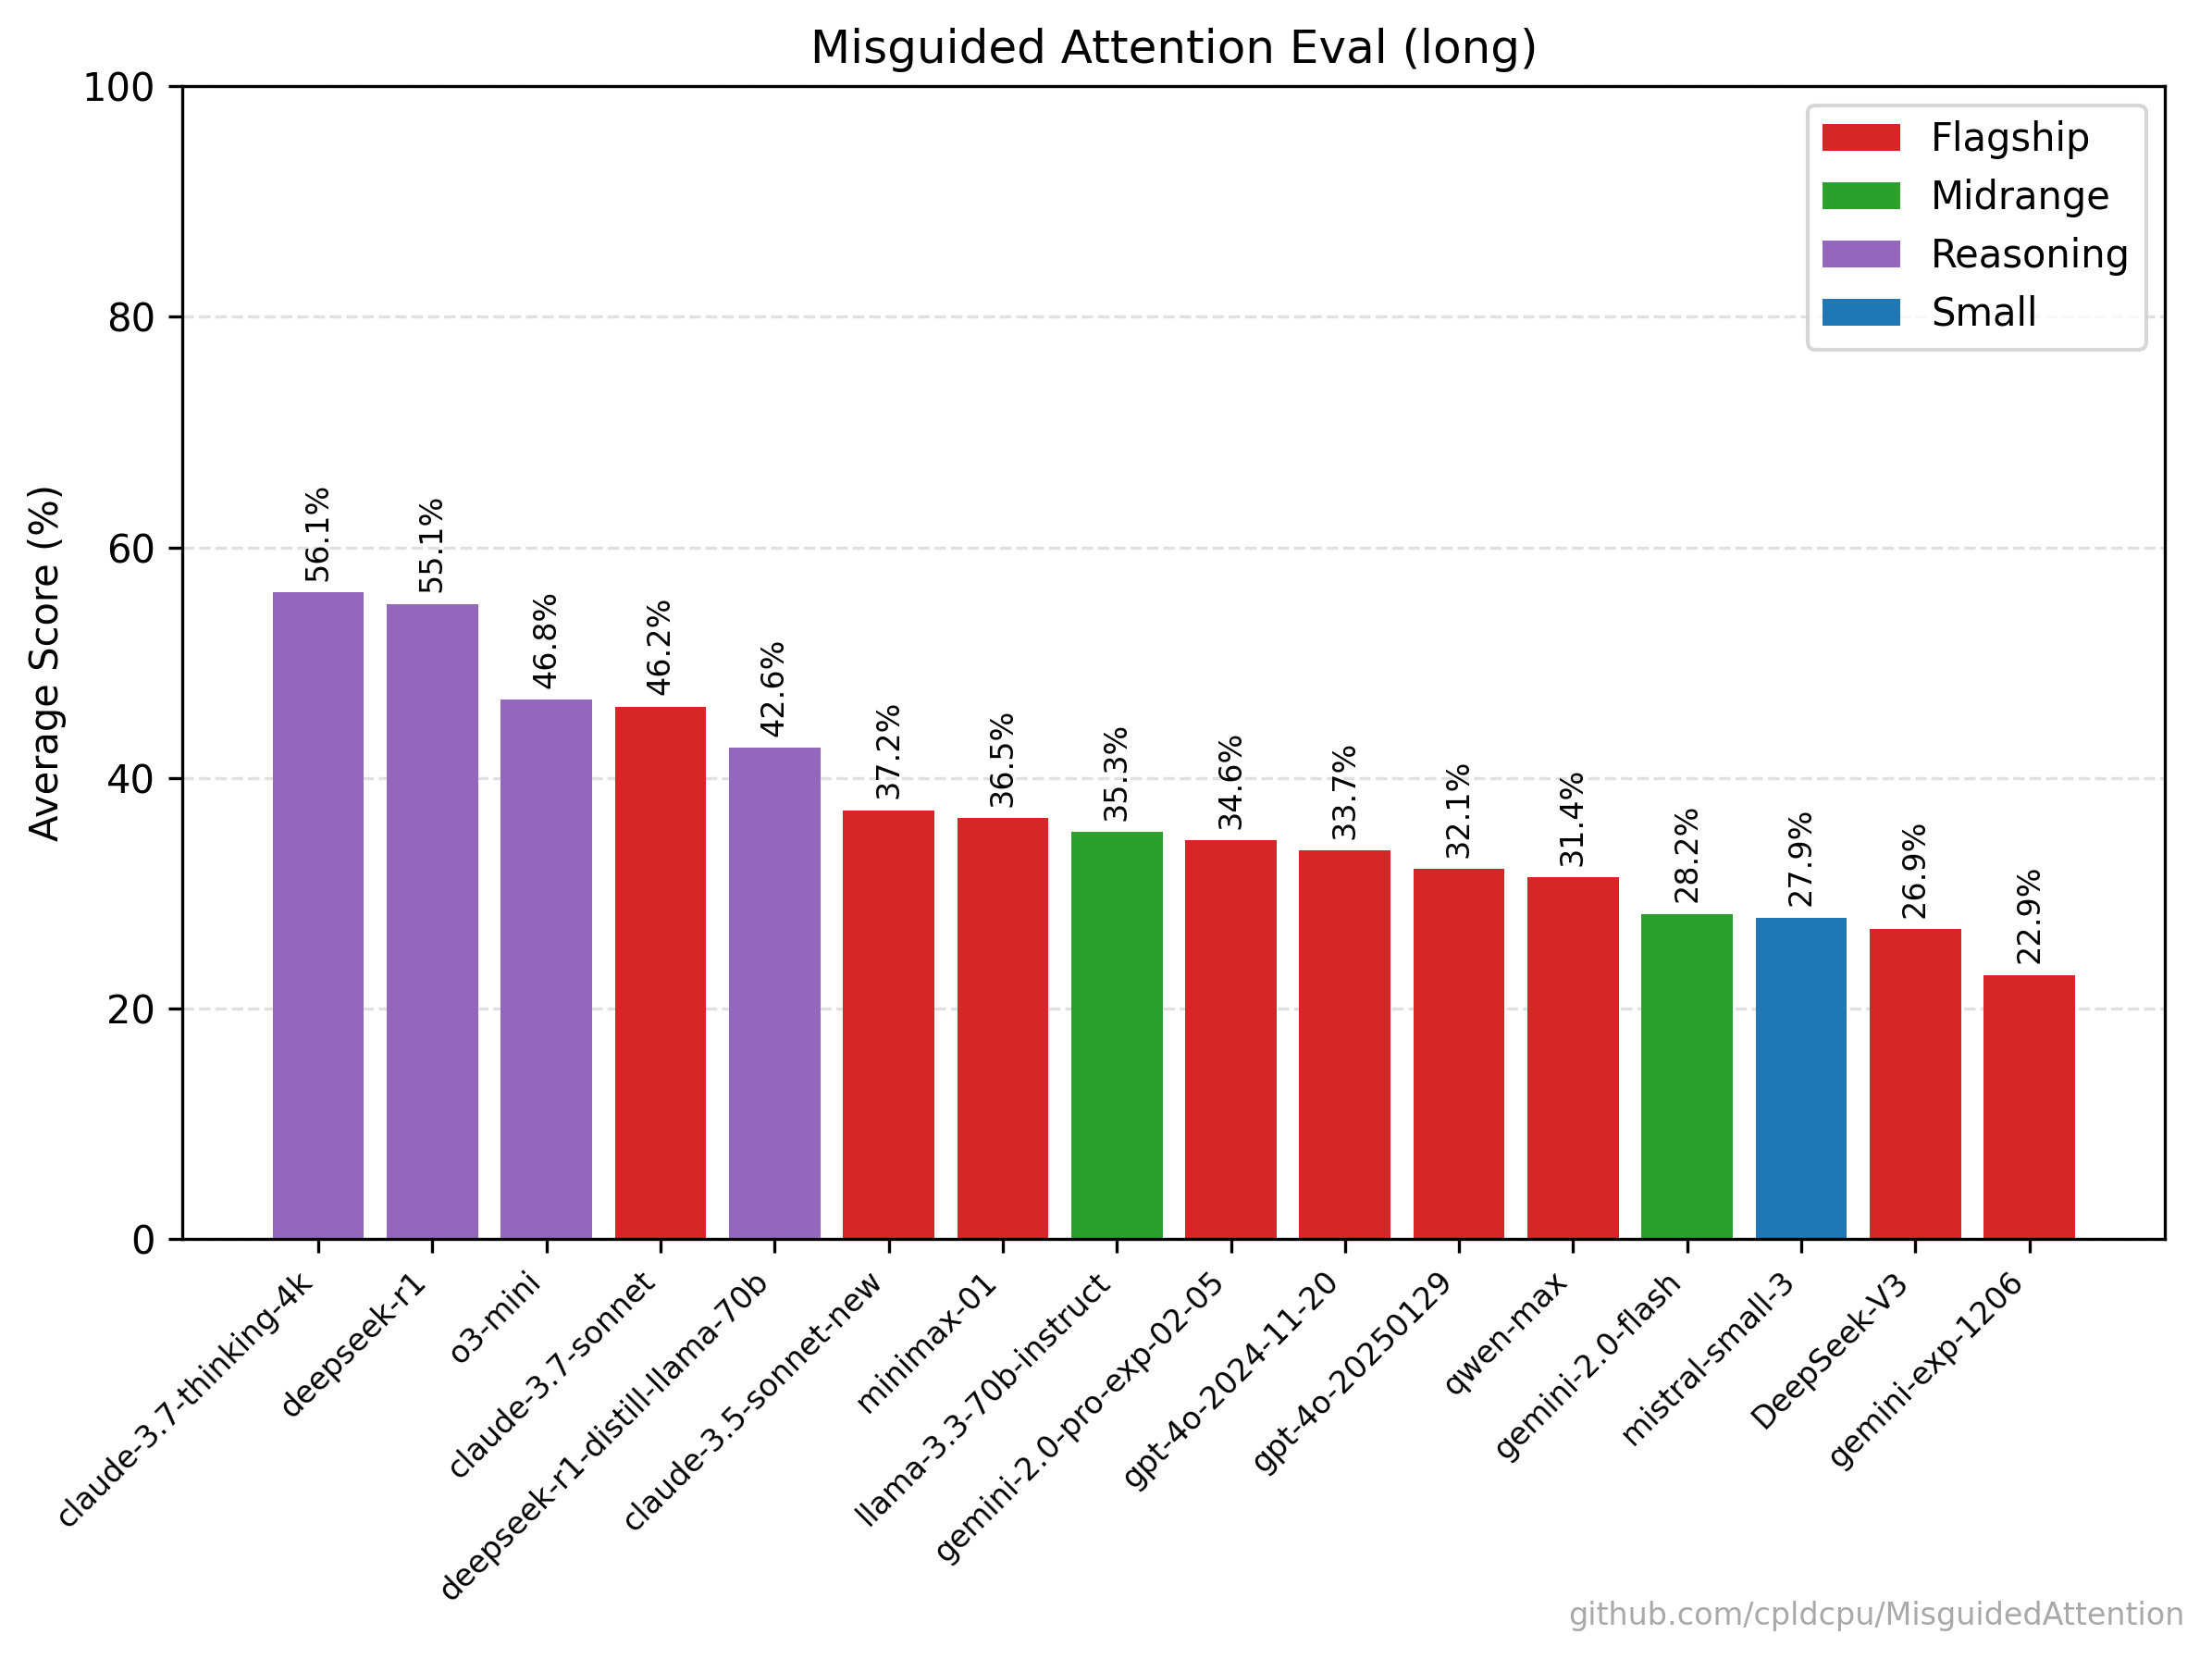 Misguided Attention Eval (long)
Average Score (%)
100
80
60
40
20
0
Flagship
Midrange
Reasoning
Small
56.1%
55.1%
46.8%
46.2%
42.6%
37.2%
36.5%
35.3%
34.6%
33.7%
32.1%
31.4%
28.2%
27.9%
26.9%
22.9%
claude-3.7-thinking-4k
deepseek-r1
o3-mini
claude-3.7-sonnet
deepseek-r1-distill-llama-70b
claude-3.5-sonnet-new
minimax-01
llama-3.3-70b-instruct
gemini-2.0-pro-exp-02-05
gpt-4o-2024-11-20
gpt-4o-20250129
qwen-max
gemini-2.0-flash
mistral-small-3
DeepSeek-V3
gemini-exp-1206
github.com/cpldcpu/MisguidedAttention